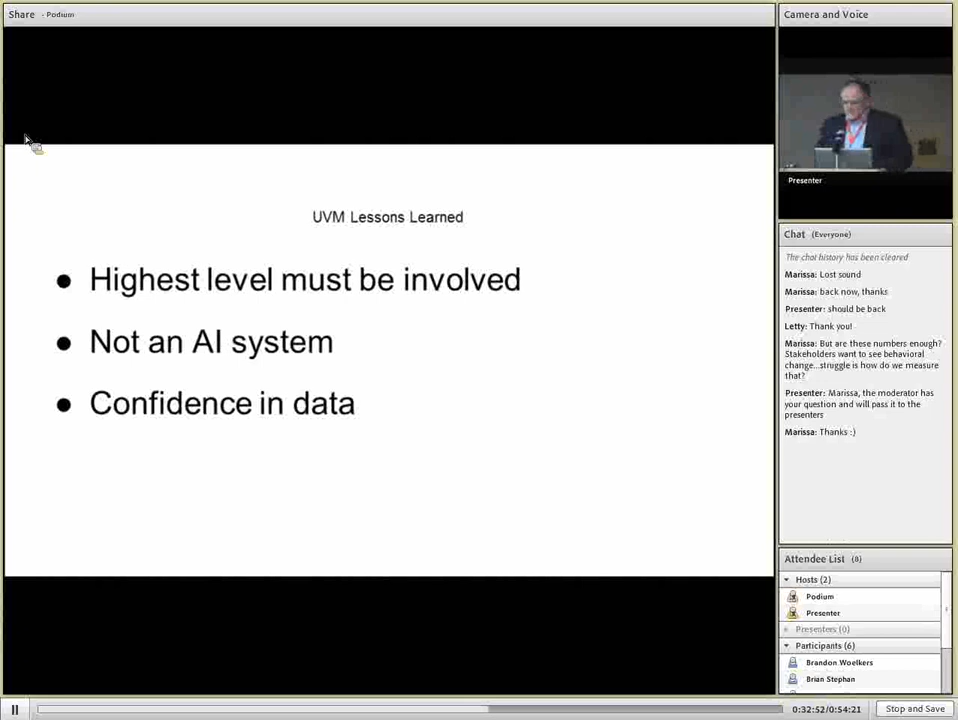 Share - Podium
UVM Lessons Learned
● Highest level must be involved
● Not an AI system
● Confidence in data
Camera and Voice
Presenter
Chat (Everyone)
The chat history has been cleared
Marissa: Lost sound
Marissa: back now, thanks
Presenter: should be back
Letty: Thank you!
Marissa: But are these numbers enough?
Stakeholders want to see behavioral
change...struggle is how do we measure
that?
Presenter: Marissa, the moderator has
your question and will pass it to the
presenters
Marissa: Thanks :)
Attendee List (8)
Hosts (2)
Podium
Presenter
Presenters (0)
Participants (6)
Brandon Woelkers
Brian Stephan
0:32:52/0:54:21
Stop and Save